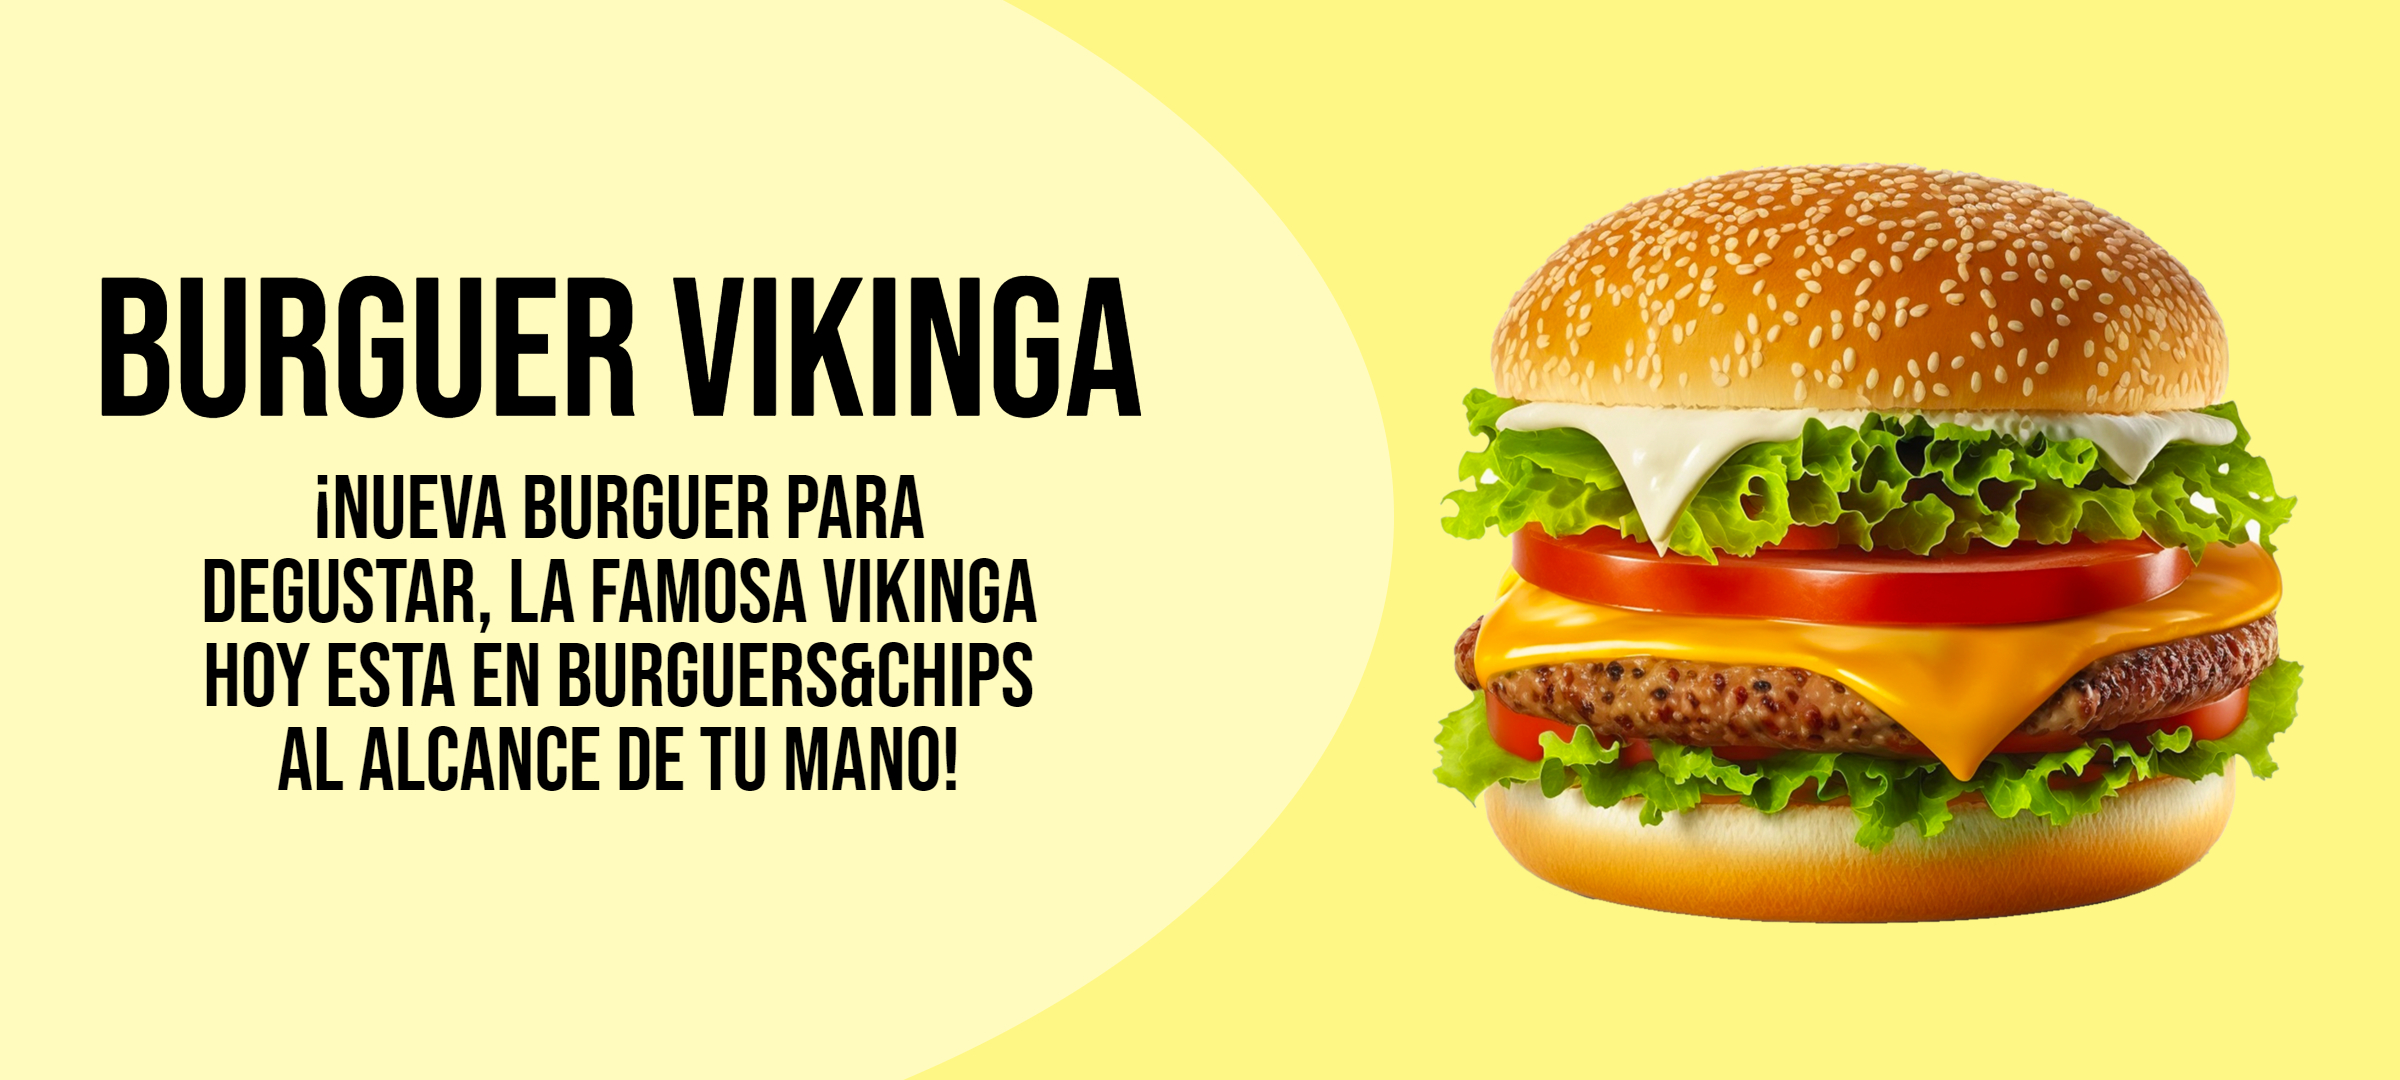 BURGUER VIKINGA
¡NUEVA BURGUER PARA
DEGUSTAR, LA FAMOSA VIKINGA
HOY ESTA EN BURGUERS&CHIPS
AL ALCANCE DE TU MANO!